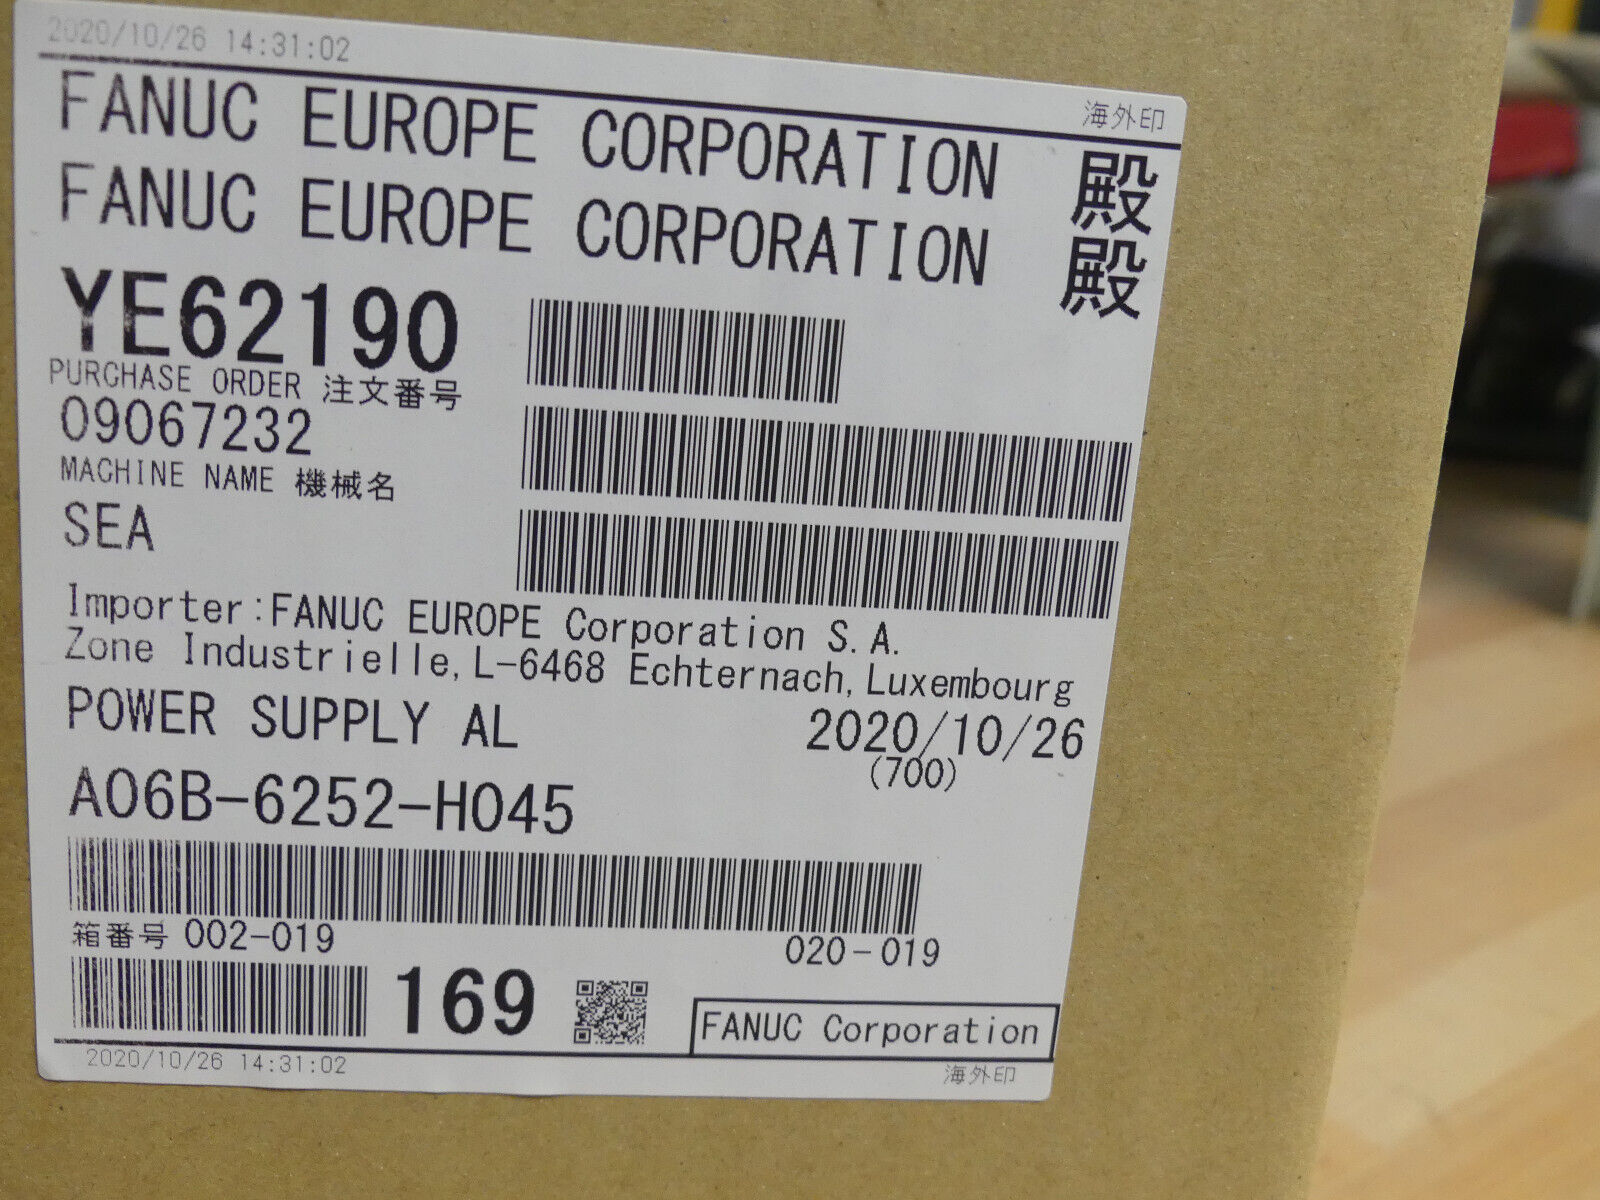 2020/10/26 14:31:02
海外印
FANUC EUROPE CORPORATION 殿
FANUC EUROPE CORPORATION 殿
YE62190
PURCHASE ORDER 注文番号
09067232
MACHINE NAME 機械名
SEA
Importer:FANUC EUROPE Corporation S.A.
Zone Industrielle,L-6468 Echternach,Luxembourg
POWER SUPPLY AL 2020/10/26
(700)
A06B-6252-H045
箱番号 002-019 020-019
169
FANUC Corporation
2020/10/26 14:31:02 海外印